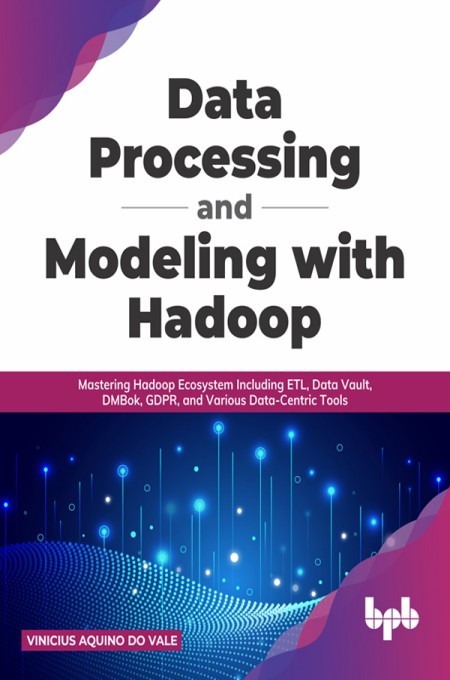 Data
Processing
and
Modeling with
Hadoop
Mastering Hadoop Ecosystem Including ETL, Data Vault,
DMBok, GDPR, and Various Data-Centric Tools
bpb
VINICIUS AQUINO DO VALE